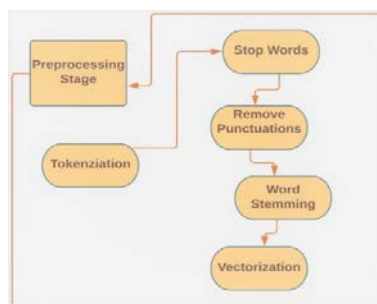 Preprocessing
Stage
Stop Words
Remove
Punctuations
Tokenziation
Word
Stemming
Vectorization